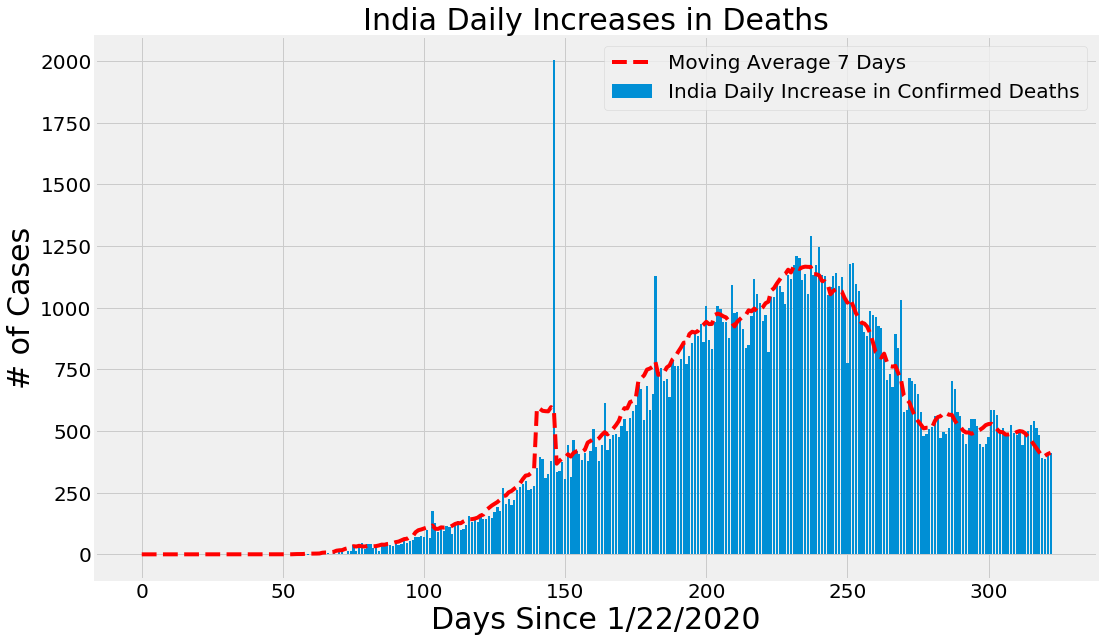 India Daily Increases in Deaths
Moving Average 7 Days
India Daily Increase in Confirmed Deaths
# of Cases
2000
1750
1500
1250
1000
750
500
250
0
0 50 100 150 200 250 300
Days Since 1/22/2020